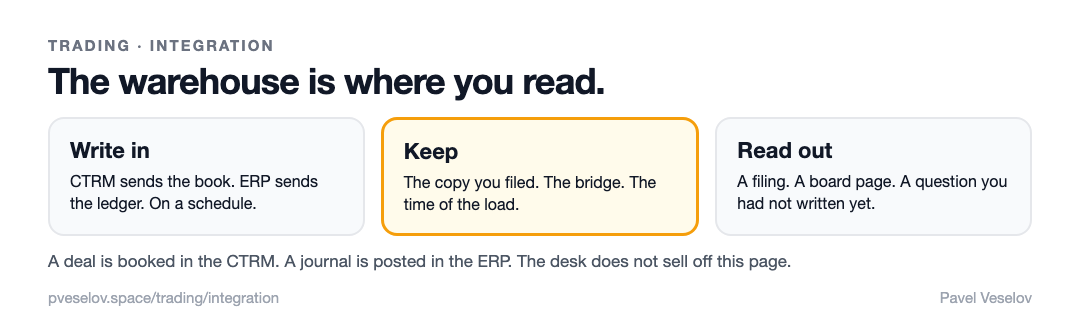 TRADING · INTEGRATION
The warehouse is where you read.
Write in
CTRM sends the book. ERP sends
the ledger. On a schedule.
Keep
The copy you filed. The bridge. The
time of the load.
Read out
A filing. A board page. A question you
had not written yet.
A deal is booked in the CTRM. A journal is posted in the ERP. The desk does not sell off this page.
pveselov.space/trading/integration
Pavel Veselov